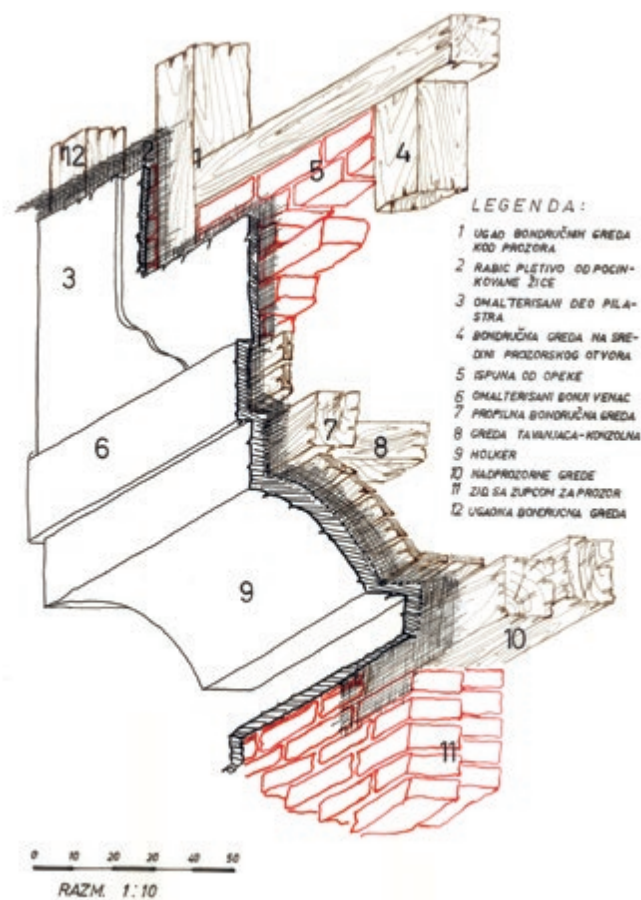 12
2
1
5
4
3
6
7
8
9
10
11
LEGENDA:
1 UGAO BONDRUČNIH GREDA
KOD PROZORA
2 RABIC PLETIVO OD POCIN-
KOVANE ŽICE
3 OMALTERISANI DEO PILA-
STRA
4 BONDRUČNA GREDA NA SRE-
DINI PROZORSKOG OTVORA
5 ISPUNA OD OPEKE
6 OMALTERISANI DONJI VENAC
7 PROFILNA BONDRUČNA GREDA
8 GREDA TAVANJAČA-KONZOLNA
9 HOLKER
10 NADPROZORNE GREDE
11 ZID SA ZUPCOM ZA PROZOR
12 UGAONA BONDRUČNA GREDA
0 10 20 30 40 50
RAZM. 1:10